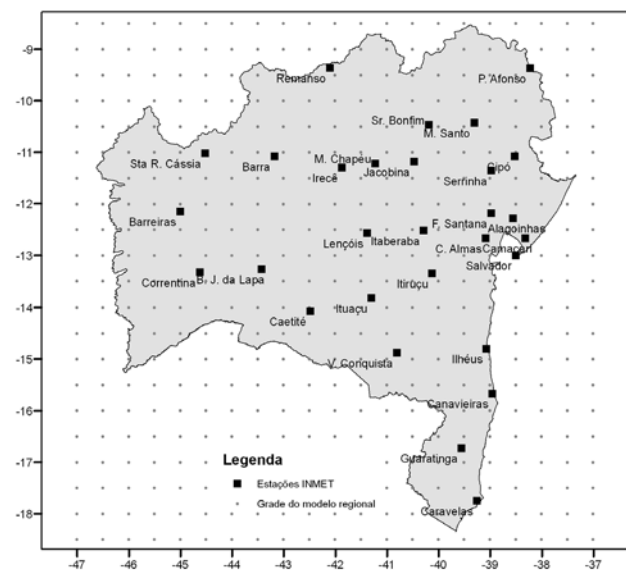 -9
-10
-11
-12
-13
-14
-15
-16
-17
-18
Remanso
P. Afonso
Sr. Bonfim
M. Santo
Sta R. Cássia
Barra
M. Chapeu
Irecê
Jacobina
Cipó
Serrinha
Barreiras
F. Santana
Alagoinhas
Lençóis
Itaberaba
C. Almas
Camaçari
Salvador
Correntina
B. J. da Lapa
Itiruçu
Ituaçu
Caetité
V. Conquista
Ilhéus
Canavieiras
Guaratinga
Caravelas
Legenda
Estações INMET
Grade do modelo regional
-47 -46 -45 -44 -43 -42 -41 -40 -39 -38 -37 -36